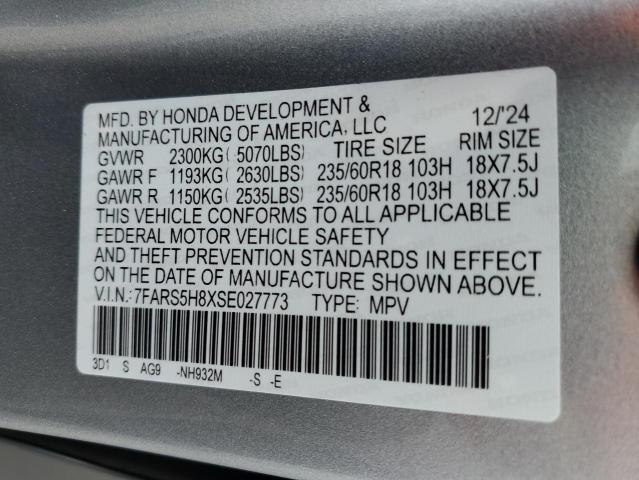 MFD. BY HONDA DEVELOPMENT & 12/'24
MANUFACTURING OF AMERICA, LLC
GVWR 2300KG( 5070LBS) TIRE SIZE RIM SIZE
GAWR F 1193KG( 2630LBS) 235/60R18 103H 18X7.5J
GAWR R 1150KG( 2535LBS) 235/60R18 103H 18X7.5J
THIS VEHICLE CONFORMS TO ALL APPLICABLE
FEDERAL MOTOR VEHICLE SAFETY
AND THEFT PREVENTION STANDARDS IN EFFECT
ON THE DATE OF MANUFACTURE SHOWN ABOVE.
V.I.N.:7FARS5H8XSE027773 TYPE: MPV
3D1 S AG9 -NH932M -S -E